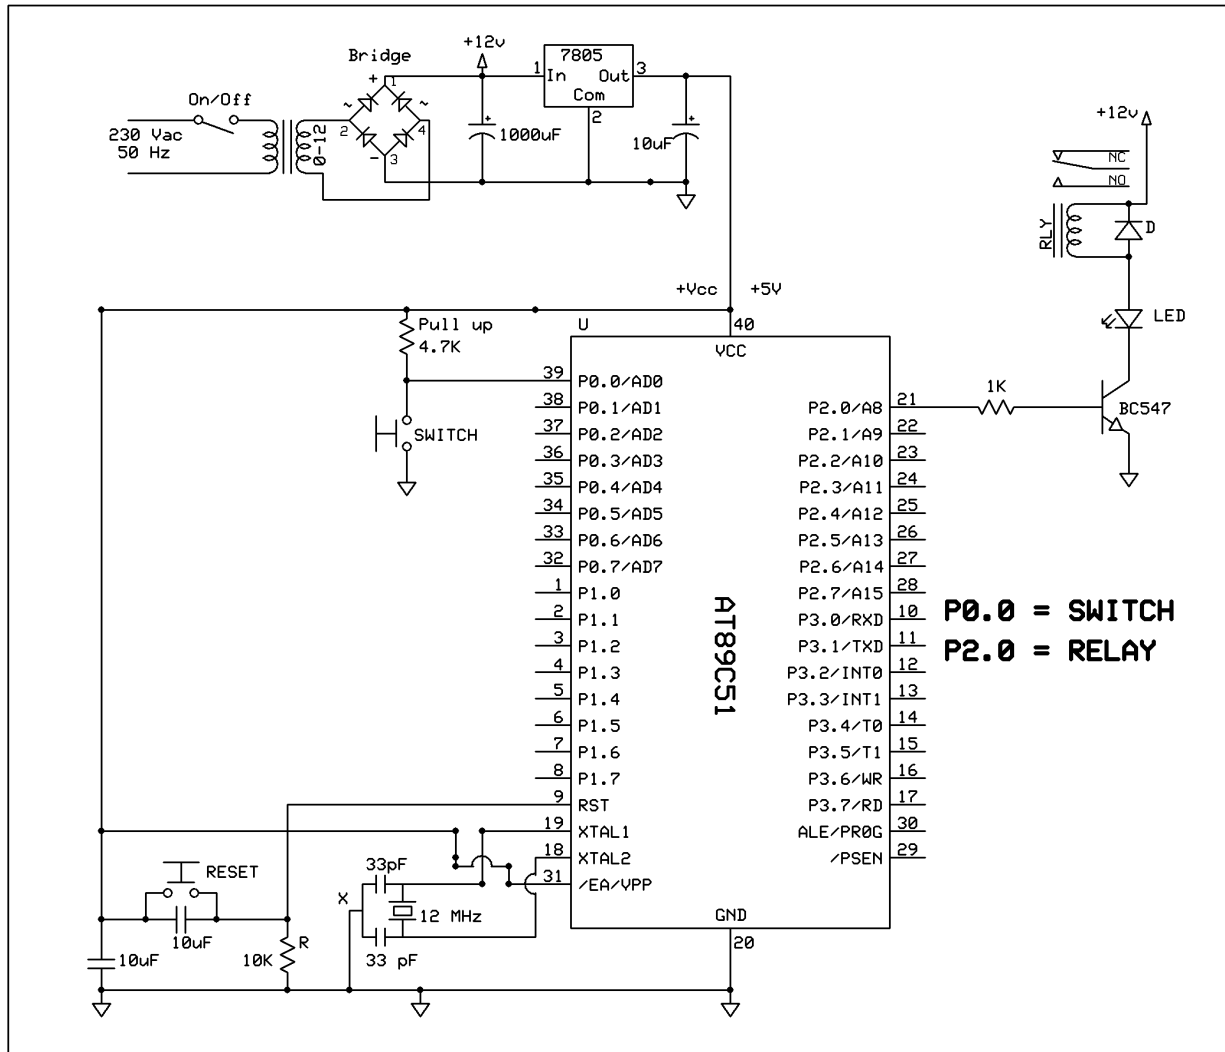 Bridge
+12v
7805
In
Out
Com
1
3
2
+
1
~
~
2
4
-
3
On/Off
230 Vac
50 Hz
0-12
1000uF
+
10uF
+
+12v
NC
NO
RLY
D
LED
+Vcc
+5V
Pull up
4.7K
SWITCH
U
40
VCC
39 P0.0/AD0
38 P0.1/AD1
37 P0.2/AD2
36 P0.3/AD3
35 P0.4/AD4
34 P0.5/AD5
33 P0.6/AD6
32 P0.7/AD7
1 P1.0
2 P1.1
3 P1.2
4 P1.3
5 P1.4
6 P1.5
7 P1.6
8 P1.7
9 RST
19 XTAL1
18 XTAL2
31 /EA/VPP
AT89C51
P2.0/A8 21
P2.1/A9 22
P2.2/A10 23
P2.3/A11 24
P2.4/A12 25
P2.5/A13 26
P2.6/A14 27
P2.7/A15 28
P3.0/RXD 10
P3.1/TXD 11
P3.2/INT0 12
P3.3/INT1 13
P3.4/T0 14
P3.5/T1 15
P3.6/WR 16
P3.7/RD 17
ALE/PROG 30
/PSEN 29
GND
20
1K
BC547
P0.0 = SWITCH
P2.0 = RELAY
RESET
10uF
10uF
R
10K
X
33pF
12 MHz
33 pF